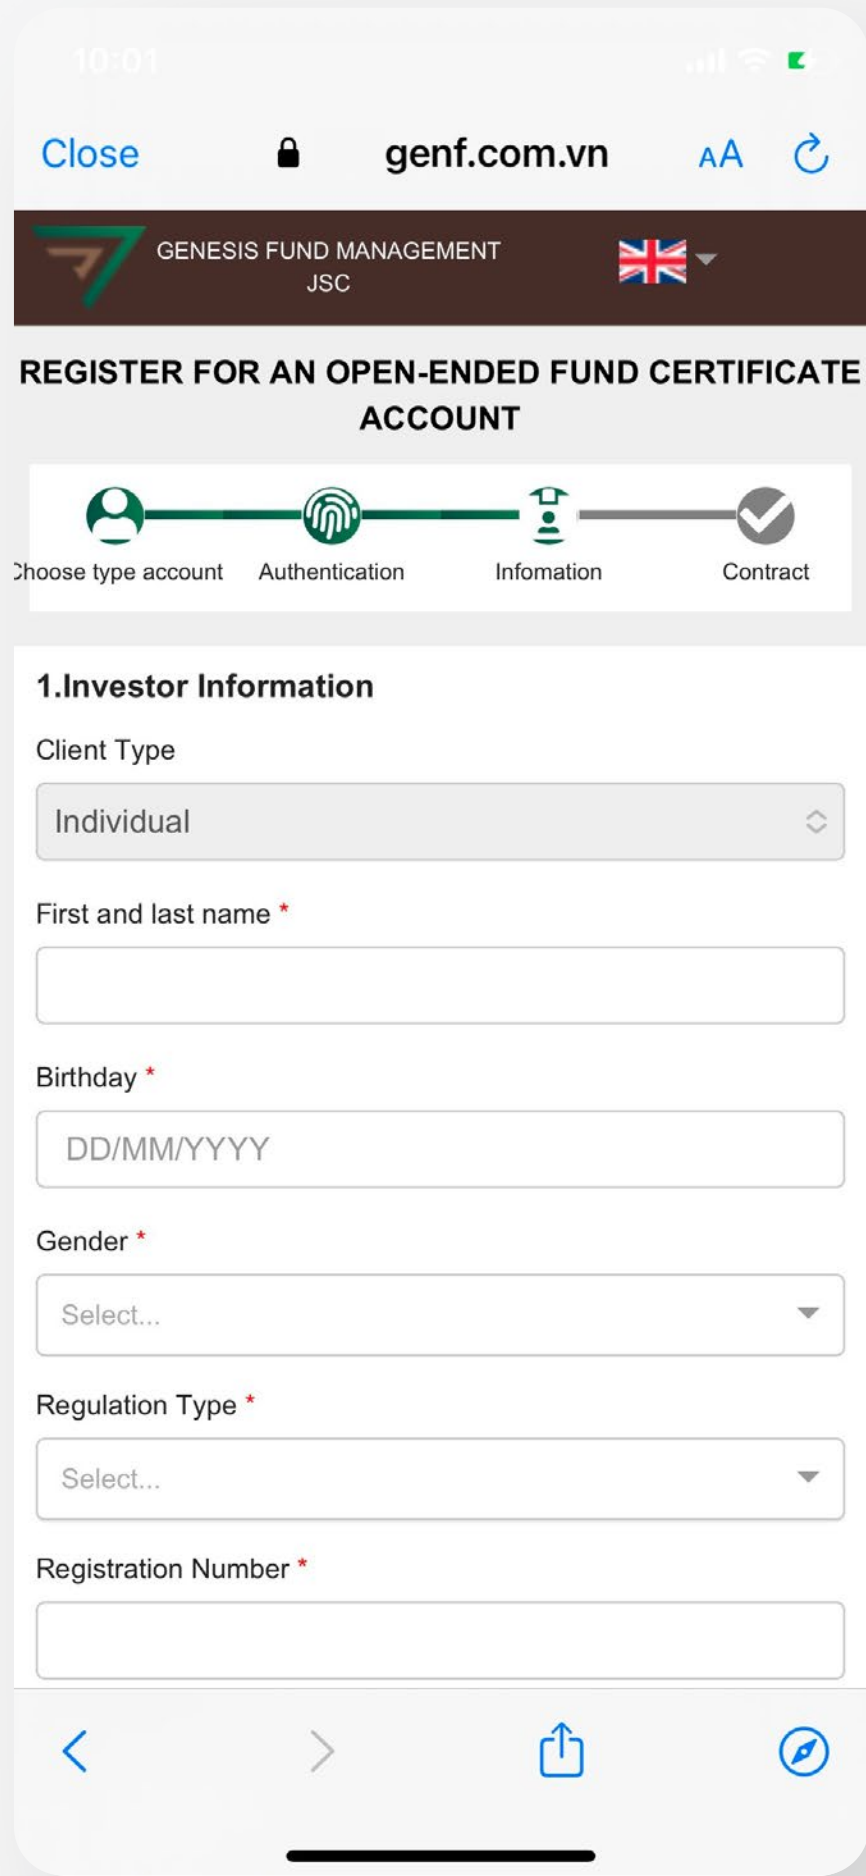 10:01
Close
genf.com.vn
AA
GENESIS FUND MANAGEMENT
JSC
REGISTER FOR AN OPEN-ENDED FUND CERTIFICATE
ACCOUNT
Choose type account
Authentication
Infomation
Contract
1.Investor Information
Client Type
Individual
First and last name *
Birthday *
DD/MM/YYYY
Gender *
Select...
Regulation Type *
Select...
Registration Number *